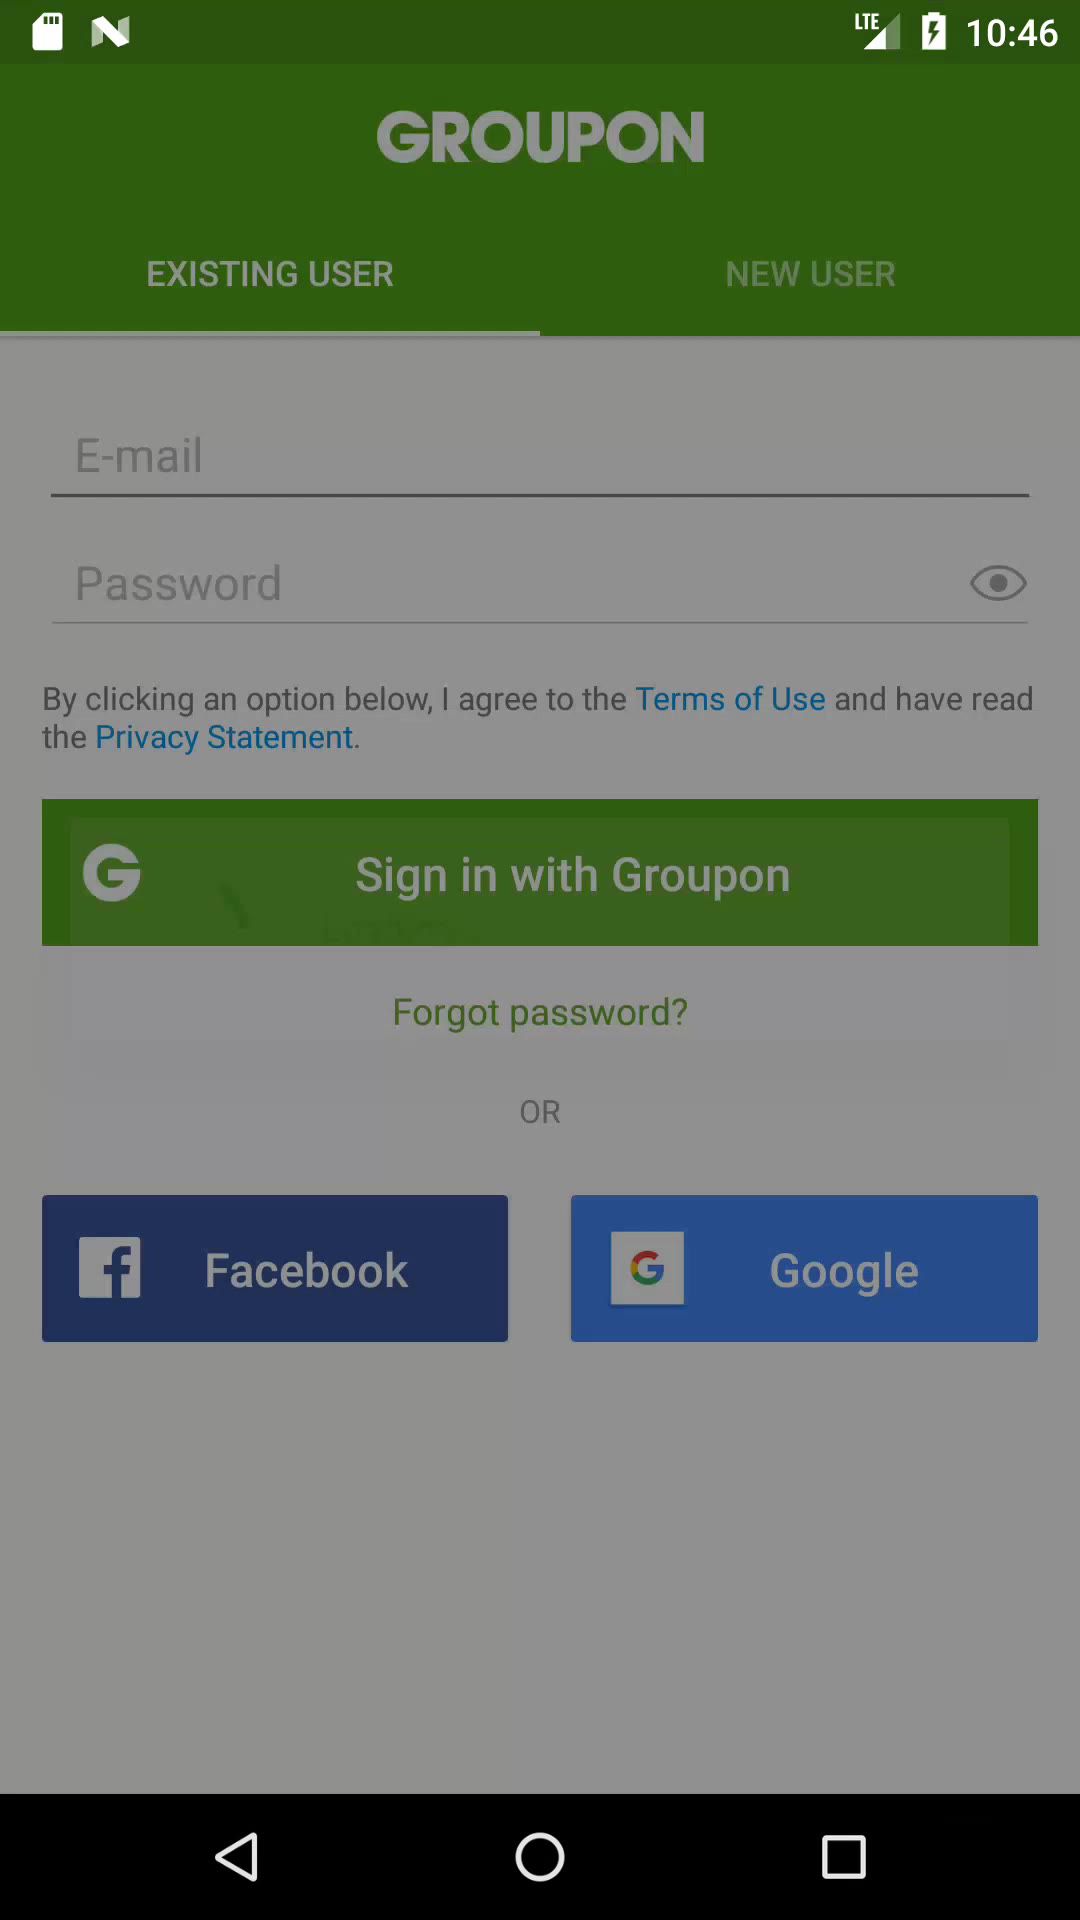 LTE 10:46
GROUPON
EXISTING USER NEW USER
E-mail
Password
By clicking an option below, I agree to the Terms of Use and have read
the Privacy Statement.
G Sign in with Groupon
Forgot password?
OR
f Facebook G Google